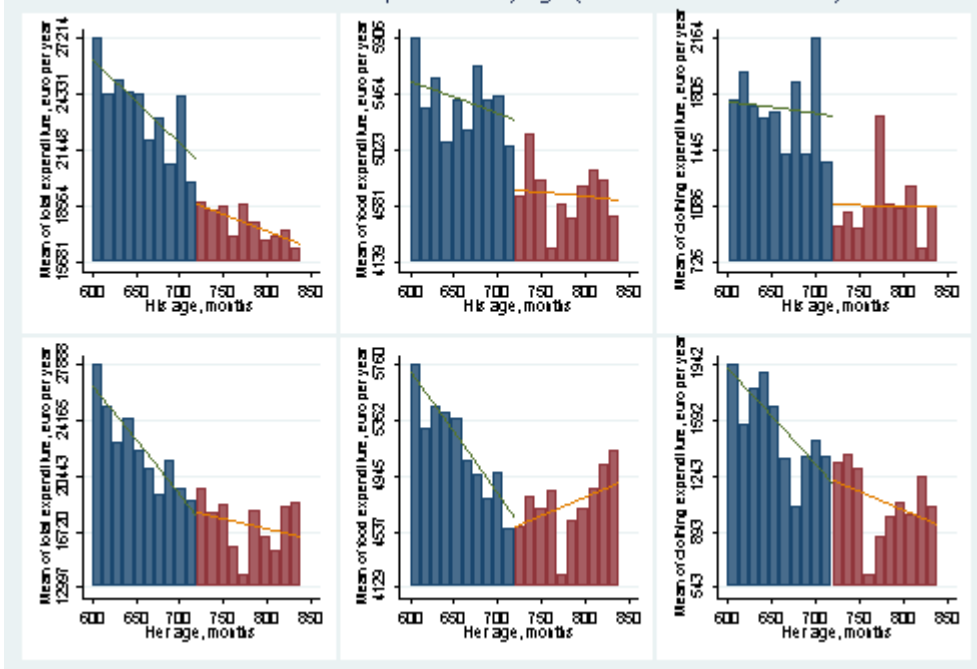 Mean of total expenditure, euro per year
27214
24331
21448
18564
15681
600 650 700 750 800 850
His age, months
Mean of food expenditure, euro per year
5906
5464
5023
4581
4139
600 650 700 750 800 850
His age, months
Mean of clothing expenditure, euro per year
2164
1805
1445
1086
726
600 650 700 750 800 850
His age, months
Mean of total expenditure, euro per year
27888
24165
20443
16720
12997
600 650 700 750 800 850
Her age, months
Mean of food expenditure, euro per year
5760
5352
4945
4537
4129
600 650 700 750 800 850
Her age, months
Mean of clothing expenditure, euro per year
1942
1592
1243
893
543
600 650 700 750 800 850
Her age, months